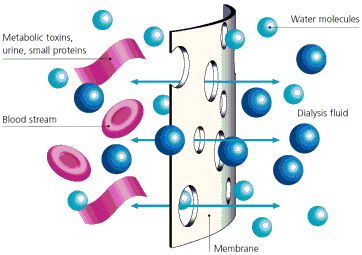 Water molecules
Metabolic toxins,
urine, small proteins
Blood stream
Dialysis fluid
Membrane